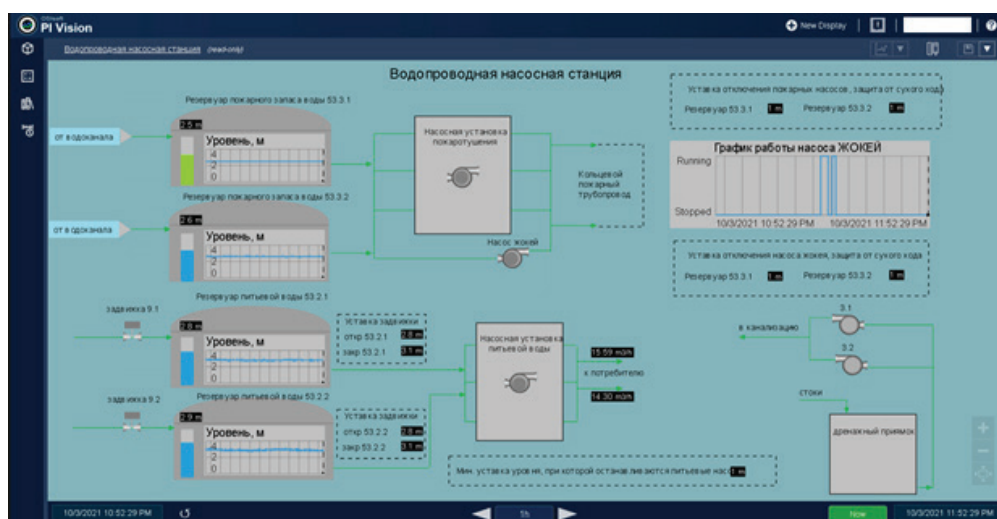 OSIsoft
PI Vision
New Display
Водопроводная насосная станция (read-only)
Водопроводная насосная станция
Резервуар пожарного запаса воды 53.3.1
от водоканала
2.5 m
Уровень, м
4
2
0
Резервуар пожарного запаса воды 53.3.2
от водоканала
2.6 m
Уровень, м
4
2
0
Насосная установка
пожаротушения
Насос жокей
Кольцевой
пожарный
трубопровод
Уставка отключения пожарных насосов, защита от сухого хода
Резервуар 53.3.1 1 m Резервуар 53.3.2 1 m
График работы насоса ЖОКЕЙ
Running
Stopped
10/3/2021 10:52:29 PM 10/3/2021 11:52:29 PM
Уставка отключения насоса жокея, защита от сухого хода
Резервуар 53.3.1 1 m Резервуар 53.3.2 1 m
Резервуар питьевой воды 53.2.1
задвижка 9.1
2.8 m
Уровень, м
4
2
0
Уставка задвижки
откр 53.2.1 2.8 m
закр 53.2.1 3.1 m
Резервуар питьевой воды 53.2.2
задвижка 9.2
2.9 m
Уровень, м
4
2
0
Уставка задвижки
откр 53.2.2 2.8 m
закр 53.2.2 3.1 m
Насосная установка
питьевой воды
15.59
к потребителю
14.30
Мин. уставка уровня, при которой останавливаются питьевые насо 1 m
3.1
в канализацию
3.2
стоки
дренажный приямок
10/3/2021 10:52:29 PM
1h
Now
10/3/2021 11:52:29 PM